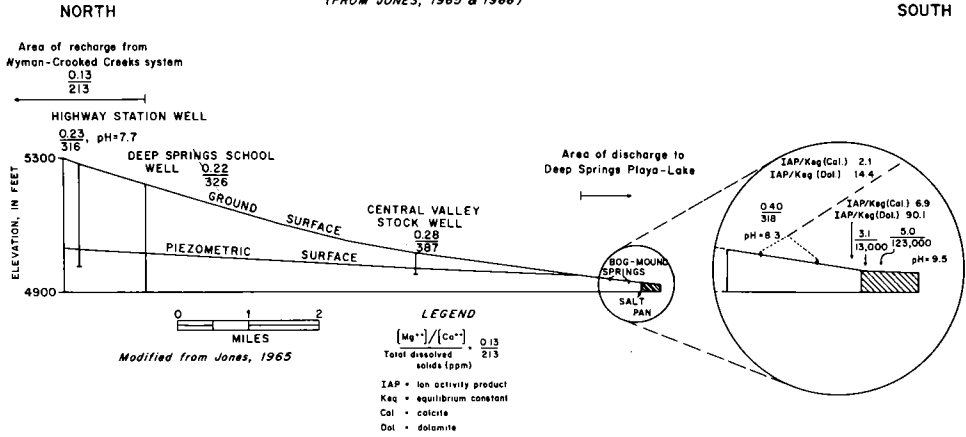 (FROM JONES, 1965 & 1966)
NORTH
SOUTH
Area of recharge from
Nyman-Crooked Creeks system
0.13
213
HIGHWAY STATION WELL
0.23
316, pH=7.7
DEEP SPRINGS SCHOOL
WELL 0.22
326
GROUND SURFACE
CENTRAL VALLEY
STOCK WELL
0.28
387
PIEZOMETRIC SURFACE
5300
4900
ELEVATION, IN FEET
Area of discharge to
Deep Springs Playa-Lake
BOG-MOUND
SPRINGS
SALT
PAN
IAP/Keq (Cal.) 2.1
IAP/Keq (Dol.) 14.4
0.40
318
pH=8.3
IAP/Keq(Cal.) 6.9
IAP/Keq(Dol.) 90.1
3.1
13,000
5.0
123,000
pH=9.5
0 1 2
MILES
Modified from Jones, 1965
LEGEND
[Mg++]/[Ca++]
Total dissolved
solids (ppm)
= 0.13
213
IAP = Ion activity product
Keq = equilibrium constant
Cal = calcite
Dol = dolomite